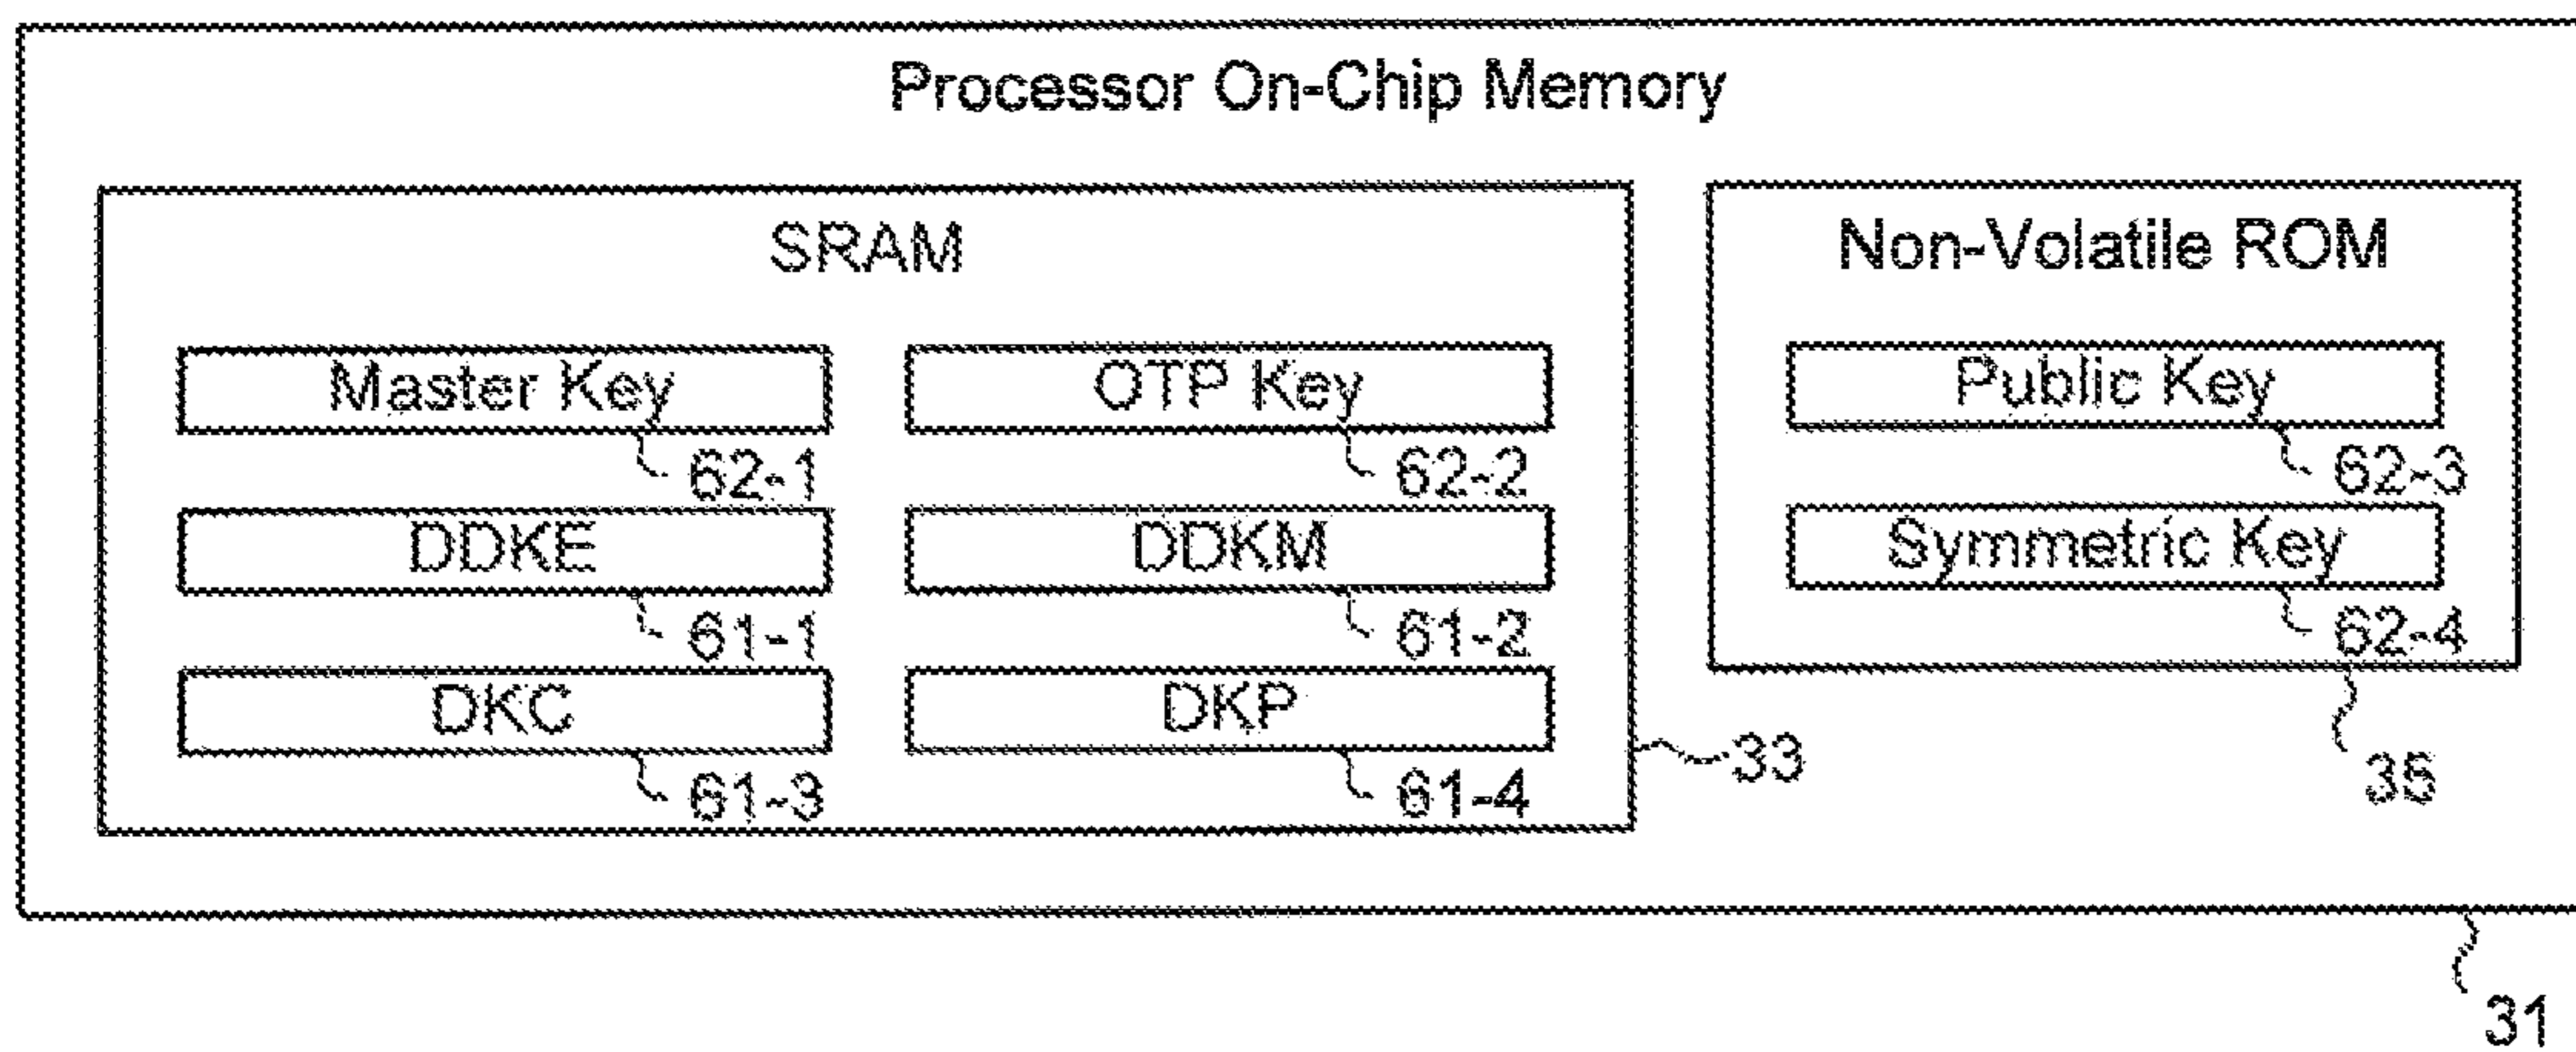 Processor On-Chip Memory
SRAM
Non-Volatile ROM
Master Key
OTP Key
Public Key
62-1
62-2
62-3
DDKE
DDKM
Symmetric Key
61-1
61-2
62-4
DKC
DKP
33
35
61-3
61-4
31